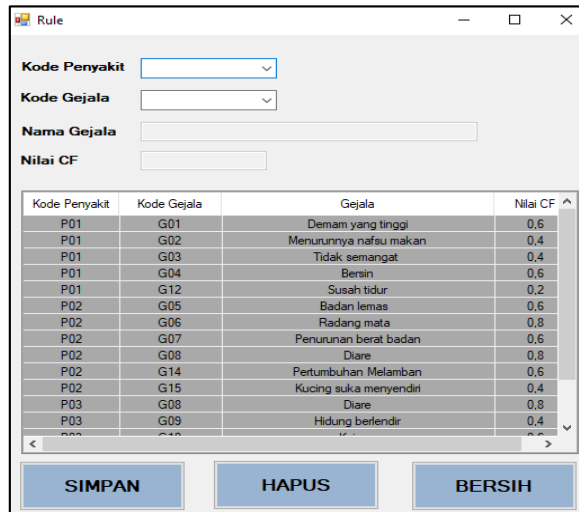 Rule
Kode Penyakit
Kode Gejala
Nama Gejala
Nilai CF
Kode Penyakit Kode Gejala Gejala Nilai CF
P01 G01 Demam yang tinggi 0,6
P01 G02 Menurunnya nafsu makan 0,4
P01 G03 Tidak semangat 0,4
P01 G04 Bersin 0,6
P01 G12 Susah tidur 0,2
P02 G05 Badan lemas 0,6
P02 G06 Radang mata 0,8
P02 G07 Penurunan berat badan 0,6
P02 G08 Diare 0,8
P02 G14 Pertumbuhan Melamban 0,6
P02 G15 Kucing suka menyendiri 0,4
P03 G08 Diare 0,8
P03 G09 Hidung berlendir 0,4
SIMPAN HAPUS BERSIH